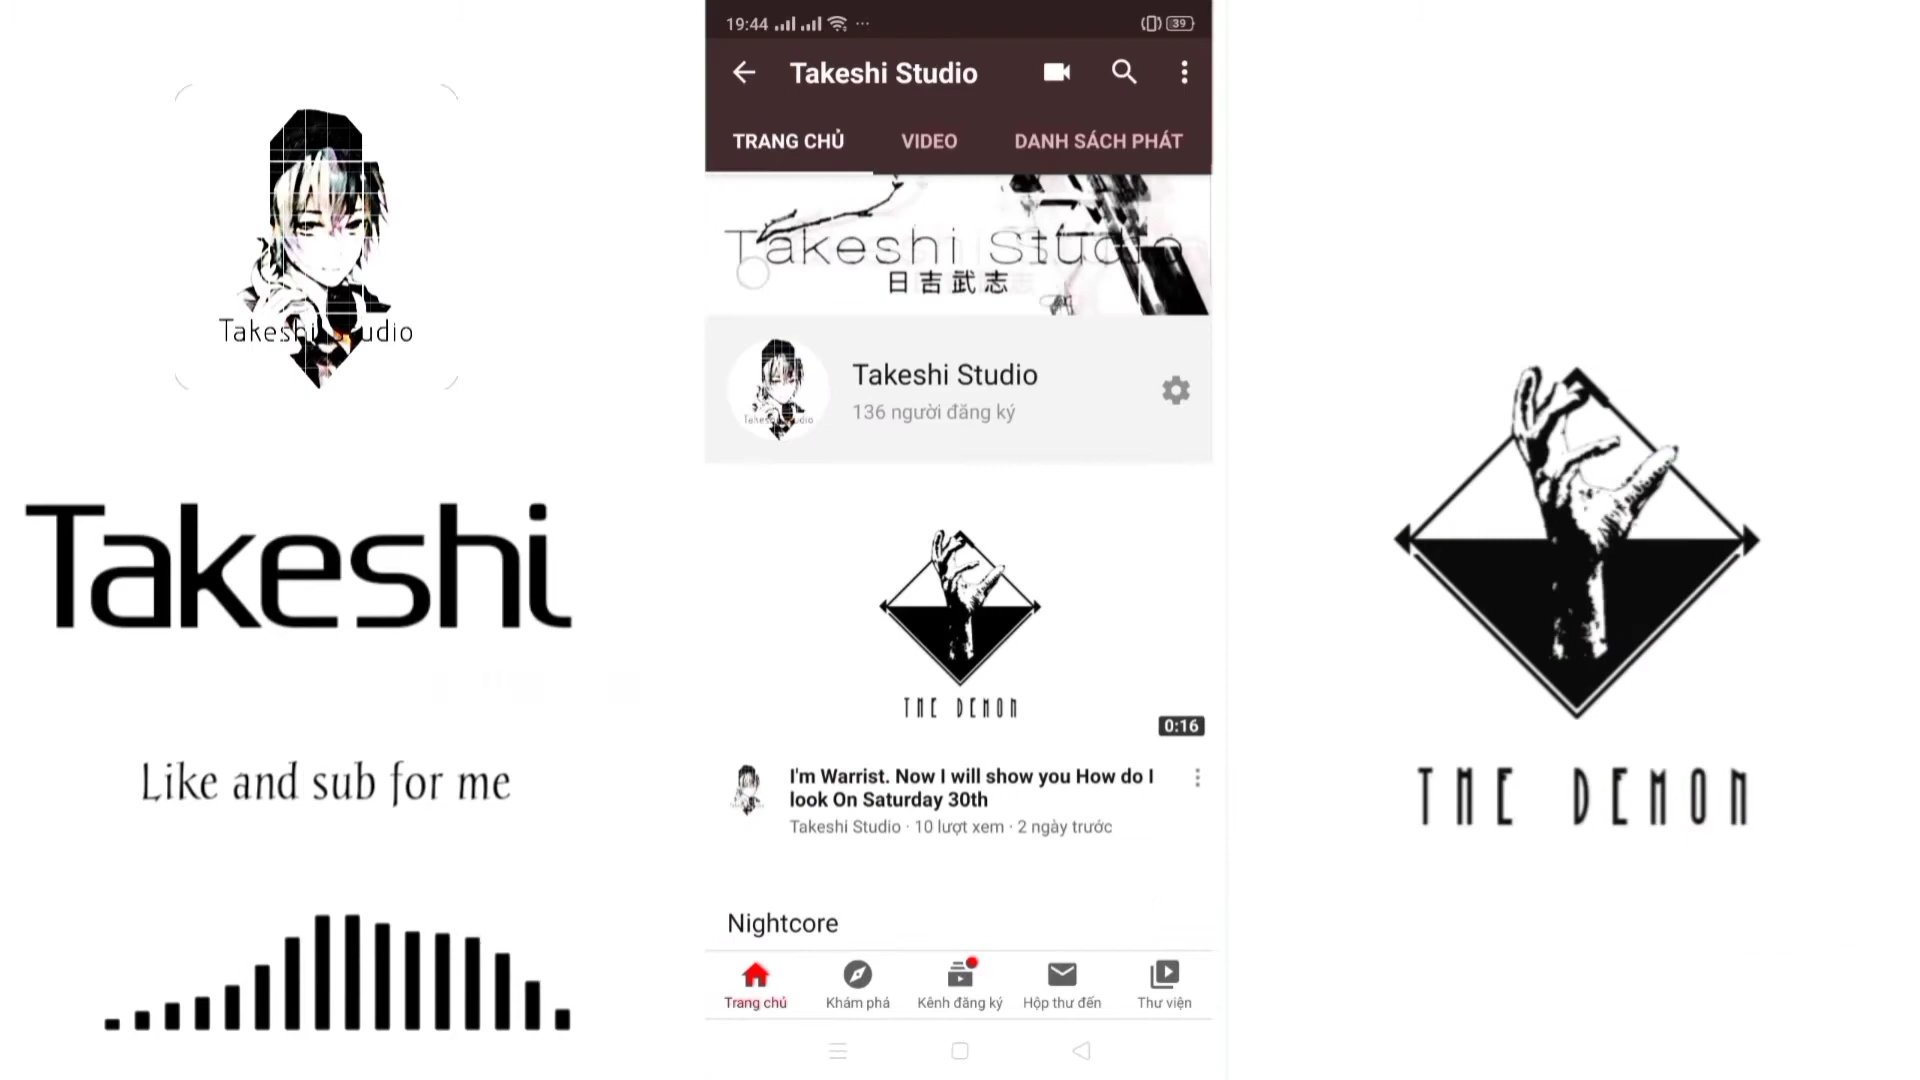 Takeshi Studio
Takeshi
Like and sub for me
19:44
39
Takeshi Studio
TRANG CHỦ
VIDEO
DANH SÁCH PHÁT
Takeshi Studio
日吉武志
Takeshi Studio
Takeshi Studio
136 người đăng ký
THE DEMON
0:16
I'm Warrist. Now I will show you How do I
look On Saturday 30th
Takeshi Studio · 10 lượt xem · 2 ngày trước
Nightcore
Trang chủ
Khám phá
Kênh đăng ký
Hộp thư đến
Thư viện
THE DEMON